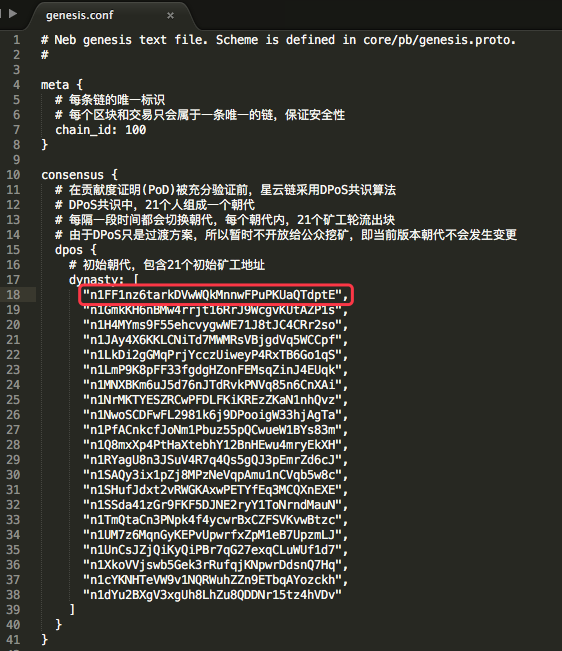 genesis.conf
×
1 # Neb genesis text file. Scheme is defined in core/pb/genesis.proto.
2 #
3
4 meta {
5 # 每条链的唯一标识
6 # 每个区块和交易只会属于一条唯一的链，保证安全性
7 chain_id: 100
8 }
9
10 consensus {
11 # 在贡献度证明(PoD)被充分验证前，星云链采用DPoS共识算法
12 # DPoS共识中，21个人组成一个朝代
13 # 每隔一段时间都会切换朝代，每个朝代内，21个矿工轮流出块
14 # 由于DPoS只是过渡方案，所以暂时不开放给公众挖矿，即当前版本朝代不会发生变更
15 dpos {
16 # 初始朝代，包含21个初始矿工地址
17 dynasty: [
18 "n1FF1nz6tarkDVwWQkMnnwFPuPKUaQTdptE",
19 "n1GmkKH6nBMw4rrjt16RrJ9WcgvKUtAZP1s",
20 "n1H4MYms9F55ehcvygwWE71J8tJC4CRr2so",
21 "n1JAy4X6KKLCNiTd7MWMRsVBjgdVq5WCCpf",
22 "n1LkDi2gGMqPrjYcczUiweyP4RxTB6Go1qS",
23 "n1LmP9K8pFF33fgdgHZonFEMsqZinJ4EUqk",
24 "n1MNXBKm6uJ5d76nJTdRvkPNVq85n6CnXAi",
25 "n1NrMKTYESZRCwPFDLFKiKREzZKaN1nhQvz",
26 "n1NwoSCDFwFL2981k6j9DPooigW33hjAgTa",
27 "n1PfACnkcfJoNm1Pbuz55pQCwueW1BYs83m",
28 "n1Q8mxXp4PtHaXtebhY12BnHEwu4mryEkXH",
29 "n1RYagU8n3JSuV4R7q4Qs5gQJ3pEmrZd6cJ",
30 "n1SAQy3ix1pZj8MPzNeVqpAmu1nCVqb5w8c",
31 "n1SHufJdxt2vRWGKAxwPETYfEq3MCQXnEXE",
32 "n1SSda41zGr9FKF5DJNE2ryY1ToNrndMauN",
33 "n1TmQtaCn3PNpk4f4ycwrBxCZFSVKvwBtzc",
34 "n1UM7z6MqnGyKEPvUpwrfxZpM1eB7UpzmLJ",
35 "n1UnCsJZjQiKyQiPBr7qG27exqCLuWUf1d7",
36 "n1XkoVVjswb5Gek3rRufqjKNpwrDdsnQ7Hq",
37 "n1cYKNHTeVW9v1NQRWuhZZn9ETbqAYozckh",
38 "n1dYu2BXgV3xgUh8LhZu8QDDNr15tz4hVDv"
39 ]
40 }
41 }